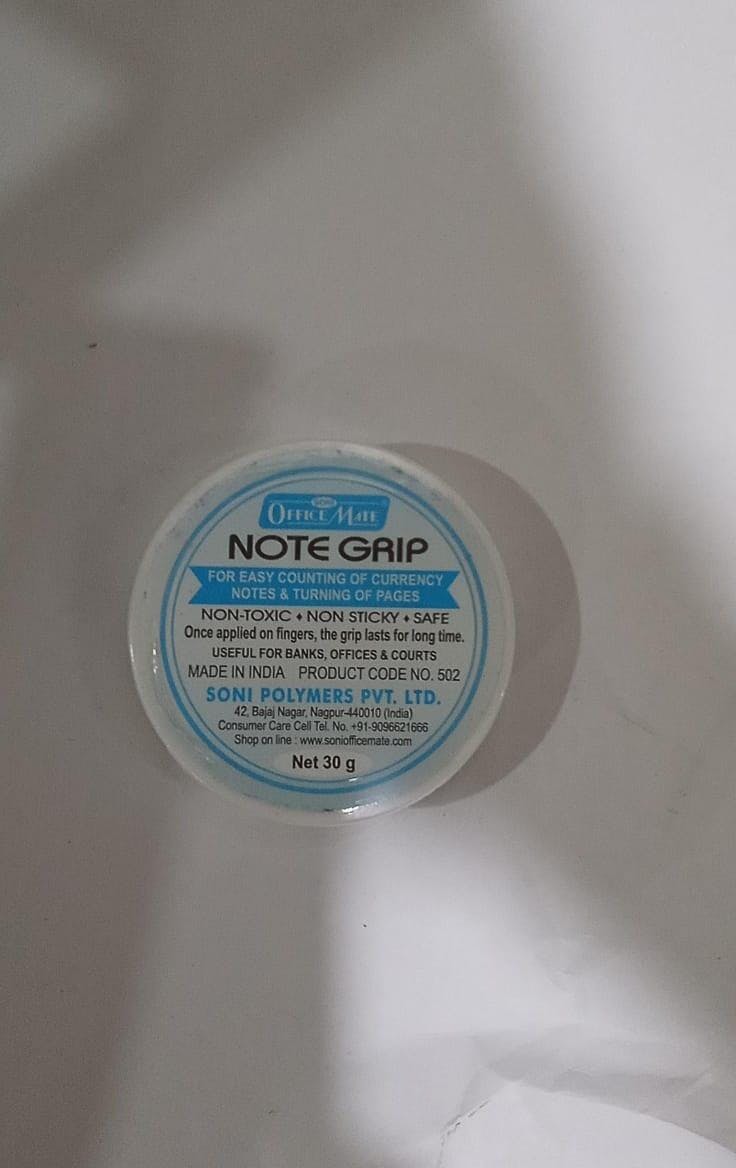 SONI
OFFICE MATE
NOTE GRIP
FOR EASY COUNTING OF CURRENCY
NOTES & TURNING OF PAGES
NON-TOXIC ♦ NON STICKY ♦ SAFE
Once applied on fingers, the grip lasts for long time.
USEFUL FOR BANKS, OFFICES & COURTS
MADE IN INDIA PRODUCT CODE NO. 502
SONI POLYMERS PVT. LTD.
42, Bajaj Nagar, Nagpur-440010 (India)
Consumer Care Cell Tel. No. +91-9096621666
Shop on line : www.soniofficemate.com
Net 30 g